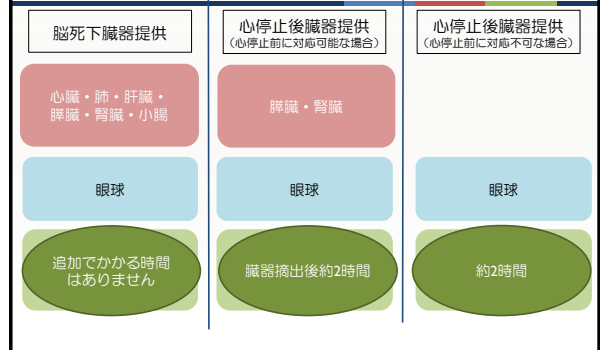 脳死下臓器提供
心停止後臓器提供
(心停止前に対応可能な場合)
心停止後臓器提供
(心停止前に対応不可な場合)
心臓・肺・肝臓・
膵臓・腎臓・小腸
膵臓・腎臓
眼球
眼球
眼球
追加でかかる時間
はありません
臓器摘出後約2時間
約2時間